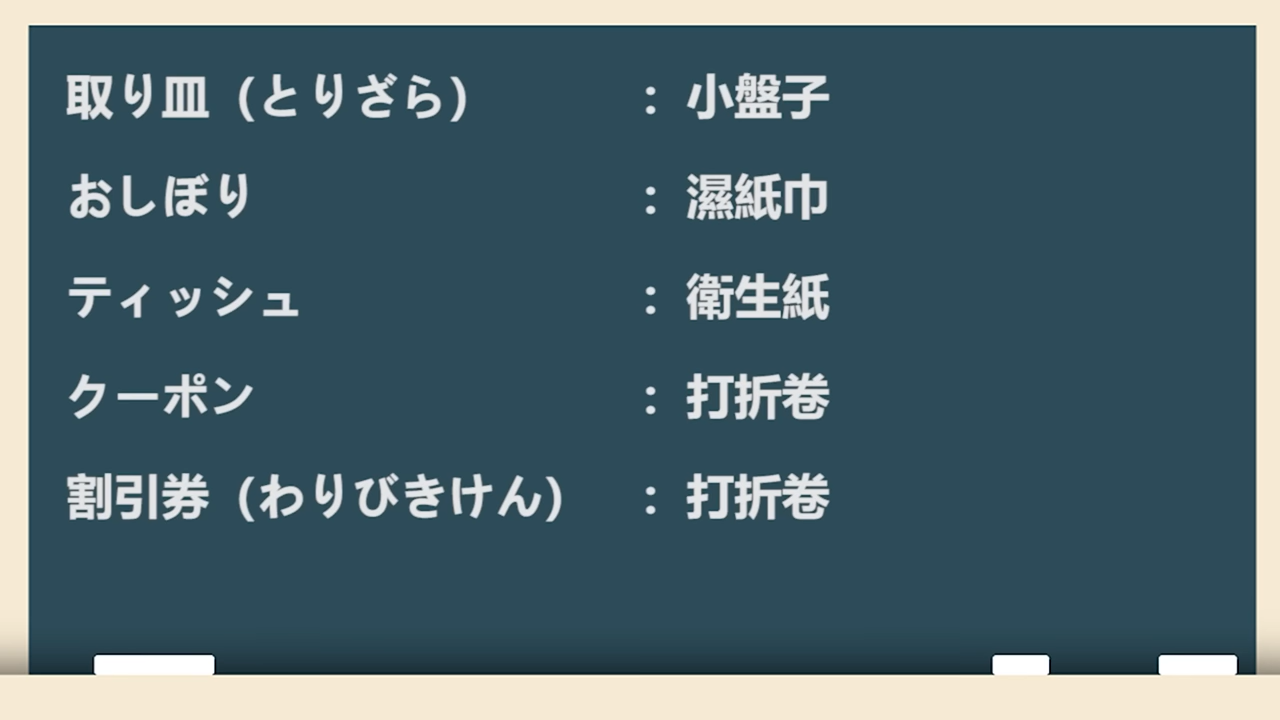 取り皿（とりざら）　：小盤子
おしぼり　：濕紙巾
ティッシュ　：衛生紙
クーポン　：打折卷
割引券（わりびきけん）　：打折卷